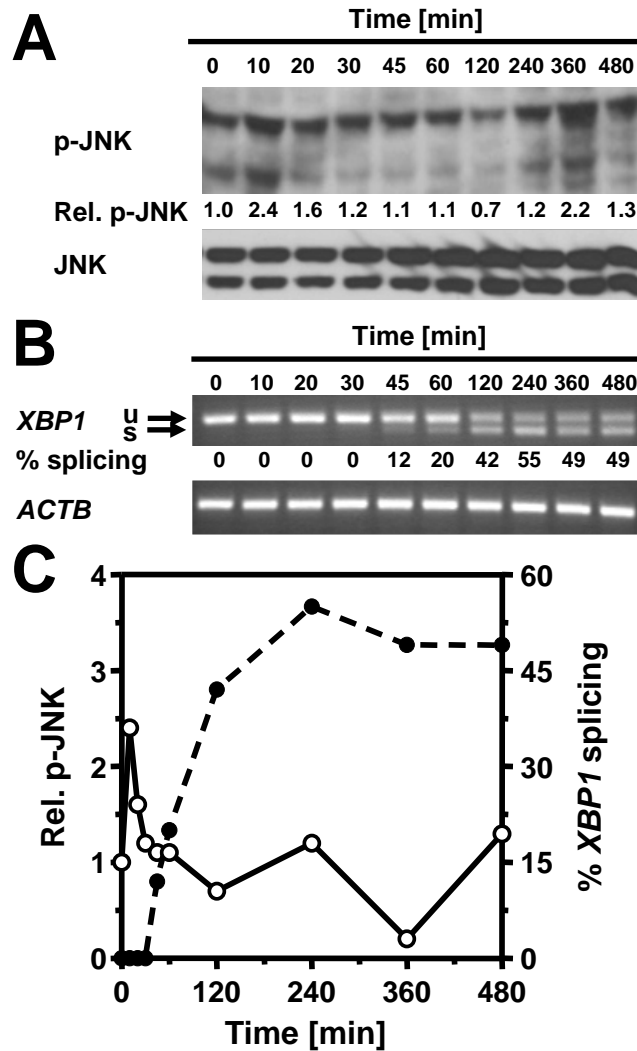 A
Time [min]
0 10 20 30 45 60 120 240 360 480
p-JNK
Rel. p-JNK 1.0 2.4 1.6 1.2 1.1 1.1 0.7 1.2 2.2 1.3
JNK
B
Time [min]
0 10 20 30 45 60 120 240 360 480
XBP1 u
s
% splicing 0 0 0 0 12 20 42 55 49 49
ACTB
C
4 60
3 45
2 30
1 15
0 0
Rel. p-JNK
% XBP1 splicing
0 120 240 360 480
Time [min]